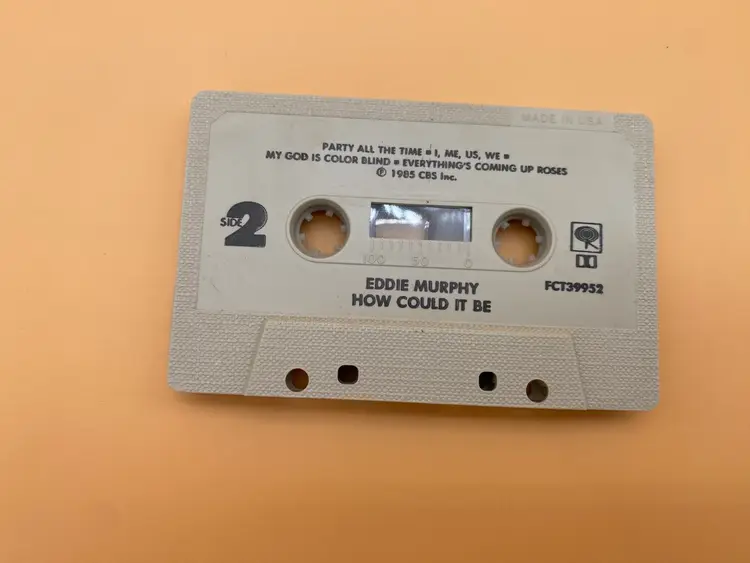 MADE IN U.S.A.
PARTY ALL THE TIME ▪ I, ME, US, WE ▪
MY GOD IS COLOR BLIND ▪ EVERYTHING'S COMING UP ROSES
℗ 1985 CBS Inc.
SIDE 2
100 50 0
EDDIE MURPHY
HOW COULD IT BE
FCT39952